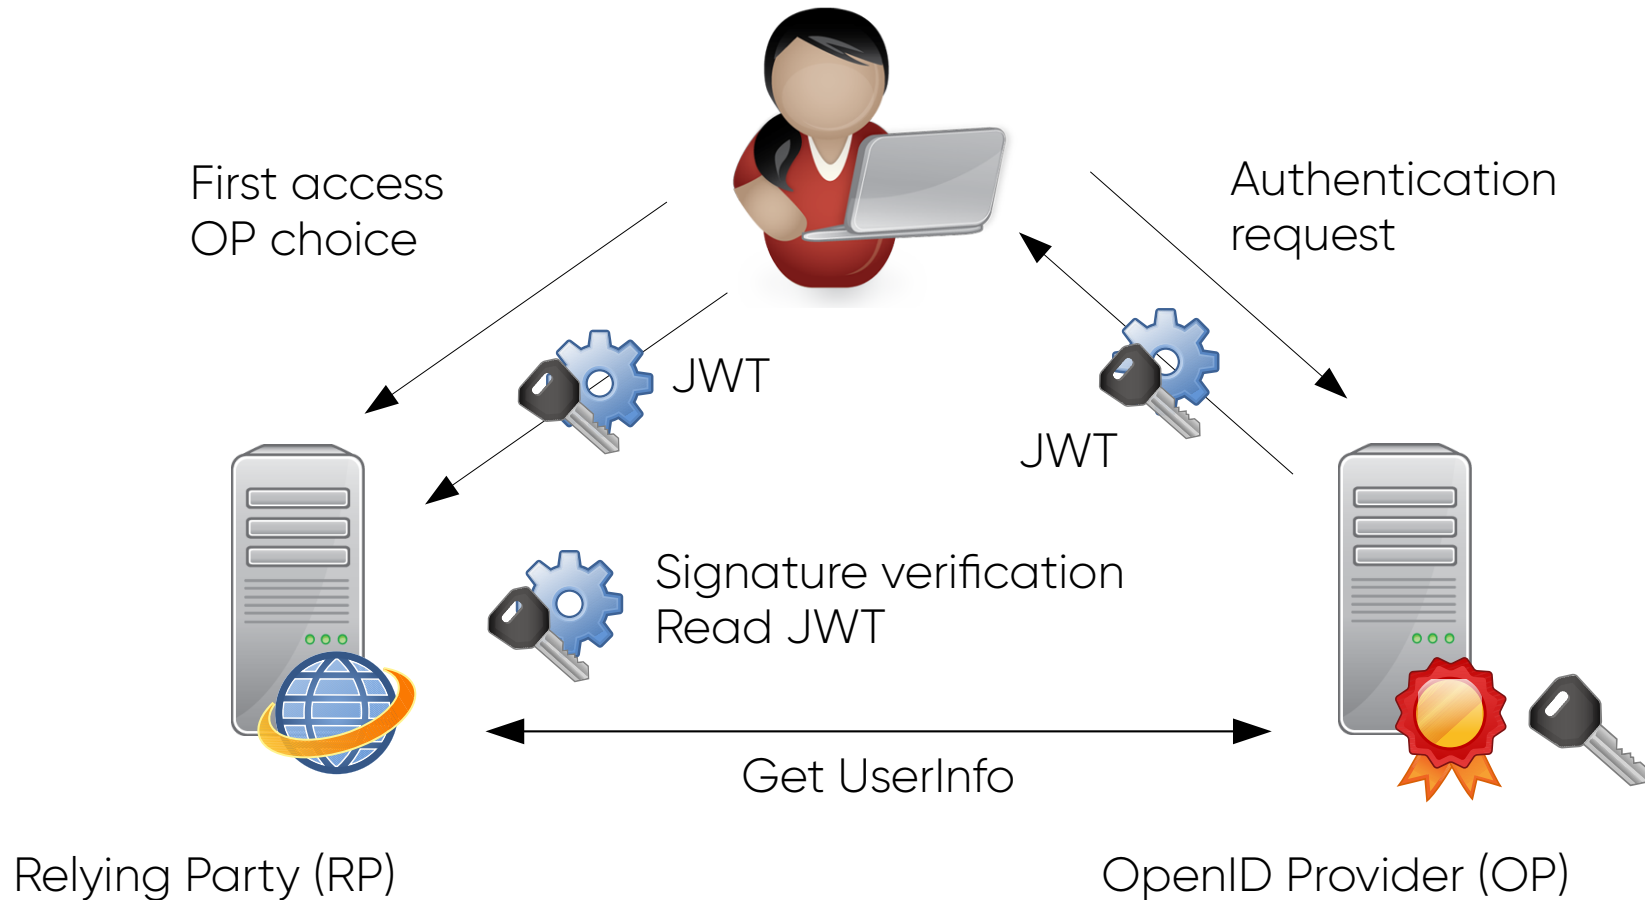 First access
OP choice
Authentication
request
JWT
JWT
Signature verification
Read JWT
Get UserInfo
Relying Party (RP)
OpenID Provider (OP)